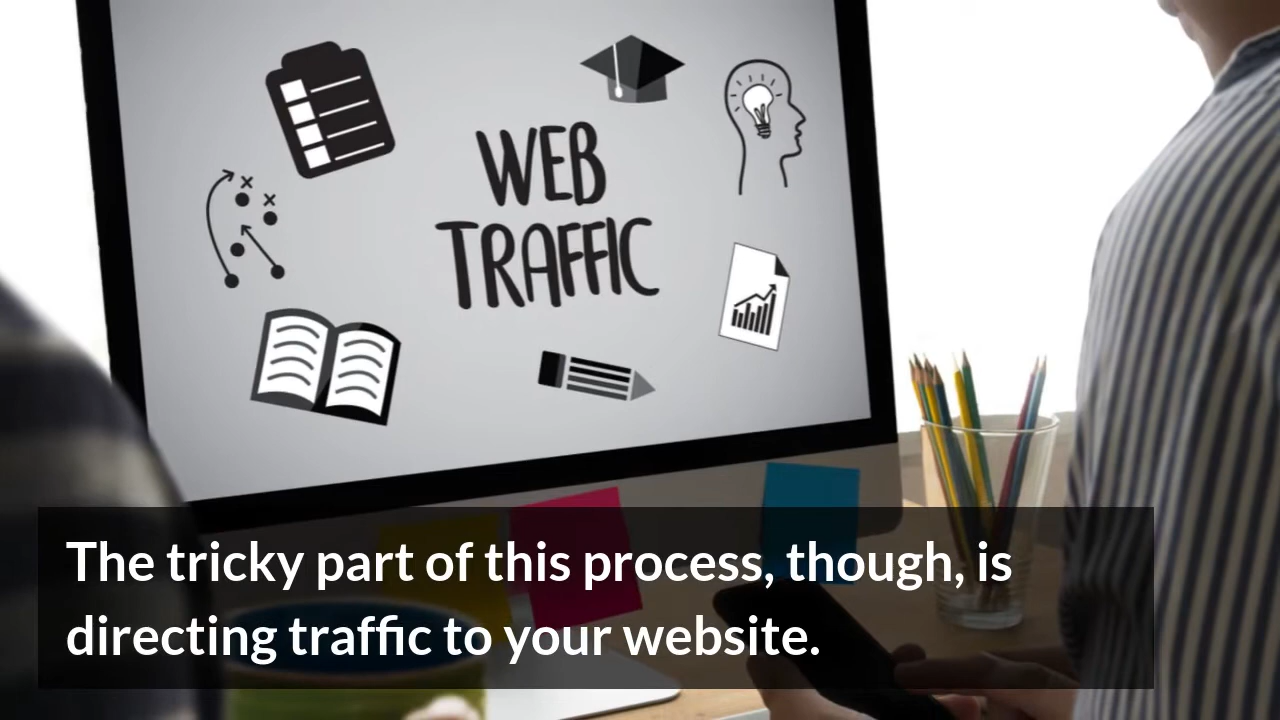 WEB
TRAFFIC
The tricky part of this process, though, is
directing traffic to your website.